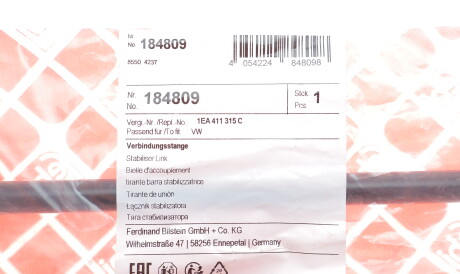 Nr.
No. 184809
8550 4237
4 054224 848098
Nr.
No. 184809
Stck
Pcs 1
Vergl.-Nr. /Repl.-No. 1EA 411 315 C
Passend für /To fit: VW
Verbindungsstange
Stabiliser Link
Bielle d'accouplement
tirante barra stabilizzatrice
Tirante de unión
Łącznik stabilizatora
Тяга стабилизатора
Ferdinand Bilstein GmbH + Co. KG
Wilhelmstraße 47 | 58256 Ennepetal | Germany
EAC